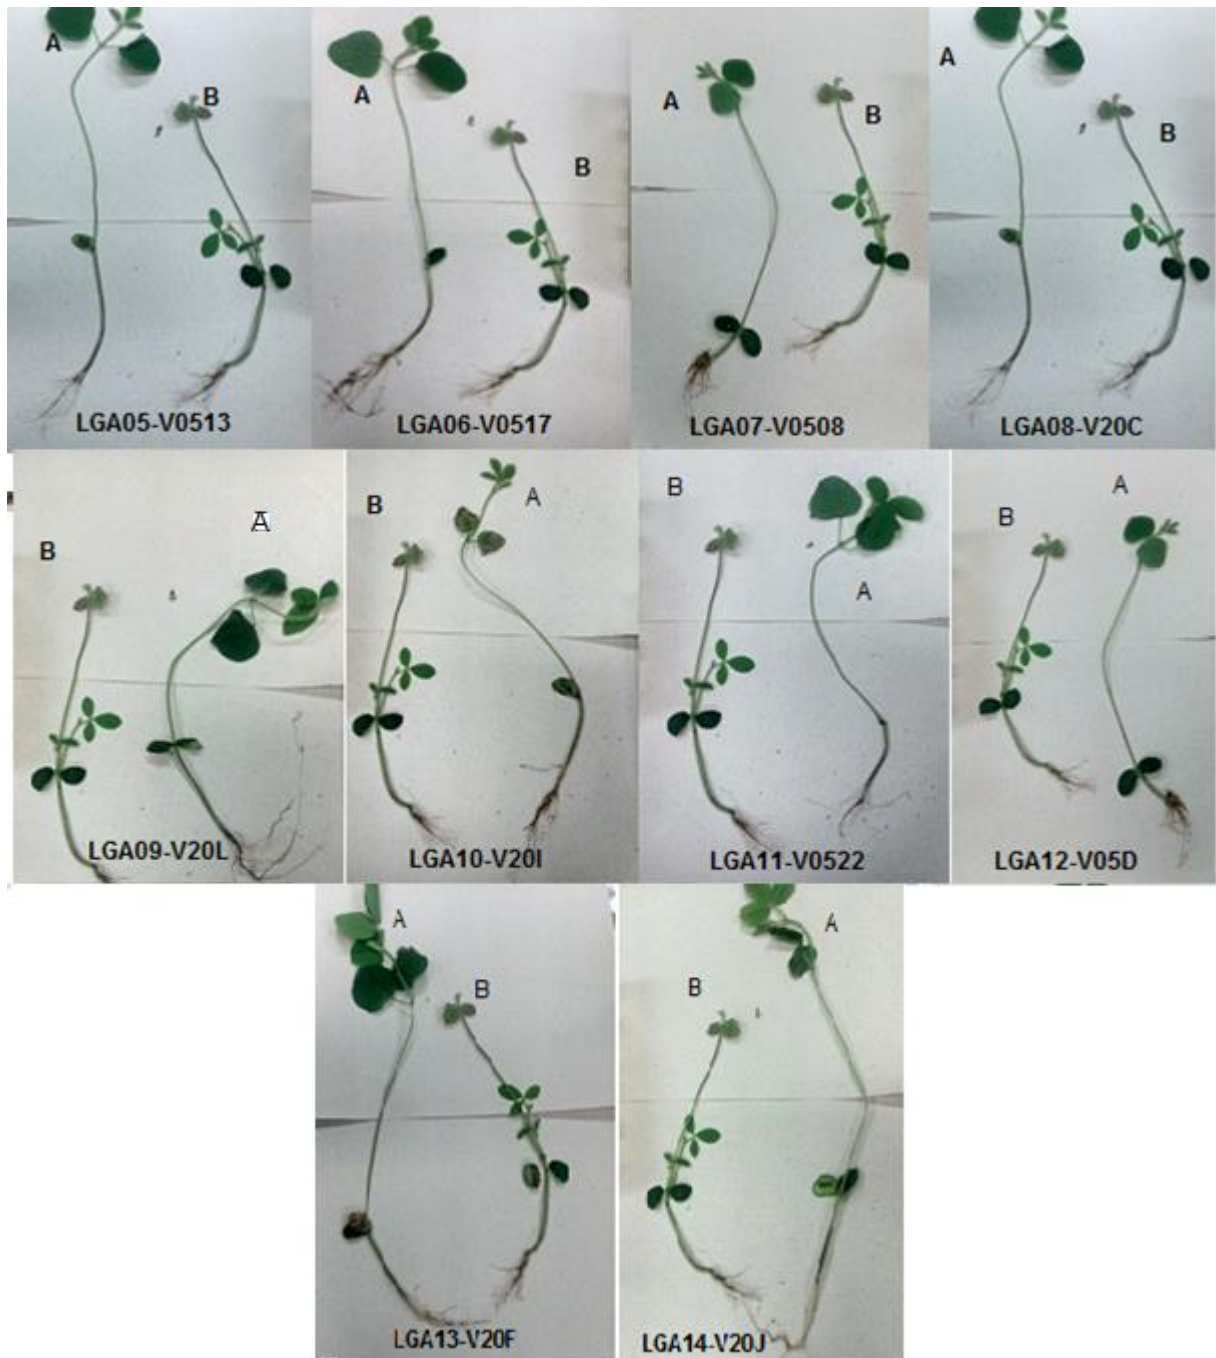 A
B
LGA05-V0513
A
B
LGA06-V0517
A
B
LGA07-V0508
A
B
LGA08-V20C
B
A
LGA09-V20L
B
A
LGA10-V20I
B
A
LGA11-V0522
B
A
LGA12-V05D
A
B
LGA13-V20F
A
B
LGA14-V20J